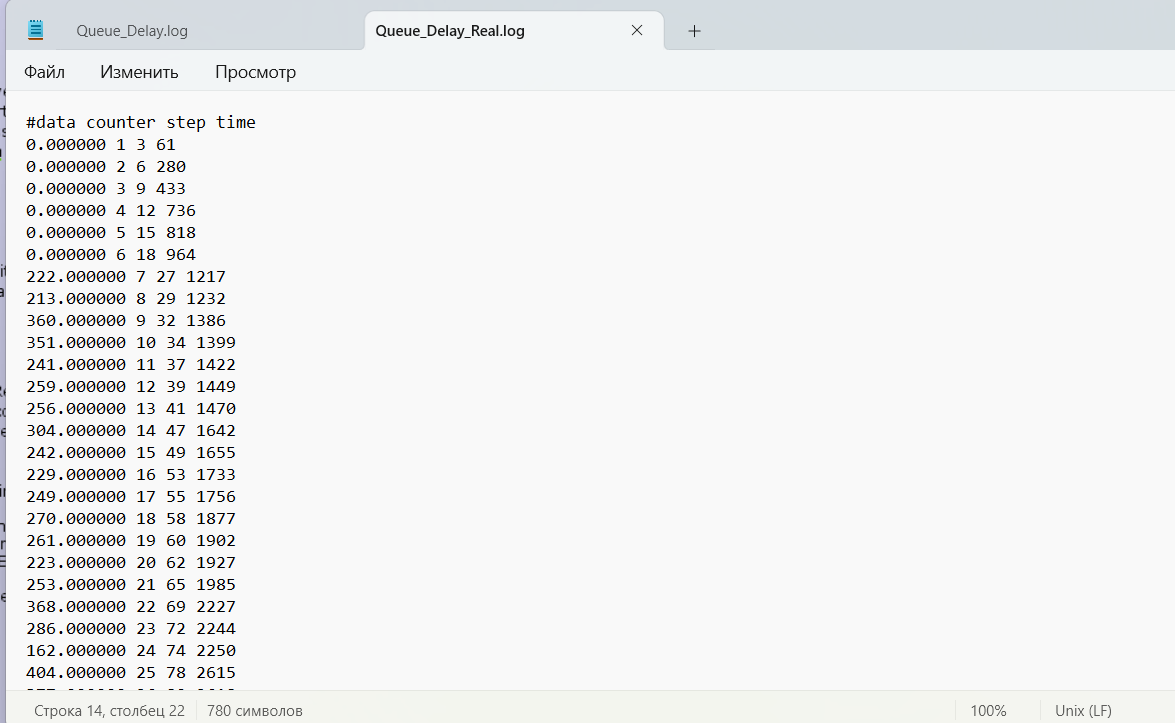 Queue_Delay.log
Queue_Delay_Real.log
Файл Изменить Просмотр
#data counter step time
0.000000 1 3 61
0.000000 2 6 280
0.000000 3 9 433
0.000000 4 12 736
0.000000 5 15 818
0.000000 6 18 964
222.000000 7 27 1217
213.000000 8 29 1232
360.000000 9 32 1386
351.000000 10 34 1399
241.000000 11 37 1422
259.000000 12 39 1449
256.000000 13 41 1470
304.000000 14 47 1642
242.000000 15 49 1655
229.000000 16 53 1733
249.000000 17 55 1756
270.000000 18 58 1877
261.000000 19 60 1902
223.000000 20 62 1927
253.000000 21 65 1985
368.000000 22 69 2227
286.000000 23 72 2244
162.000000 24 74 2250
404.000000 25 78 2615
Строка 14, столбец 22 780 символов 100% Unix (LF)